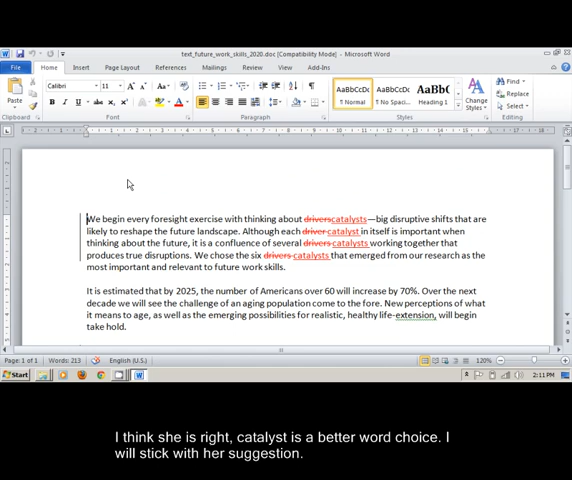 text_future_work_skills_2020.doc [Compatibility Mode] - Microsoft Word
File Home Insert Page Layout References Mailings Review View
Calibri 11
Paste
Clipboard Font Paragraph Styles Editing
AaBbCcDc AaBbCcDc AaBbC
¶ Normal ¶ No Spaci... Heading 1
Change Styles
Find
Replace
Select
We begin every foresight exercise with thinking about driverscatalysts—big disruptive shifts that are
likely to reshape the future landscape. Although each driver catalyst in itself is important when
thinking about the future, it is a confluence of several drivers catalysts working together that
produces true disruptions. We chose the six drivers catalysts that emerged from our research as the
most important and relevant to future work skills.
It is estimated that by 2025, the number of Americans over 60 will increase by 70%. Over the next
decade we will see the challenge of an aging population come to the fore. New perceptions of what
it means to age, as well as the emerging possibilities for realistic, healthy life-extension, will begin
take hold.
Page: 1 of 1 Words: 213 English (U.S.) 120%
Start 2:11 PM
I think she is right, catalyst is a better word choice. I
will stick with her suggestion.